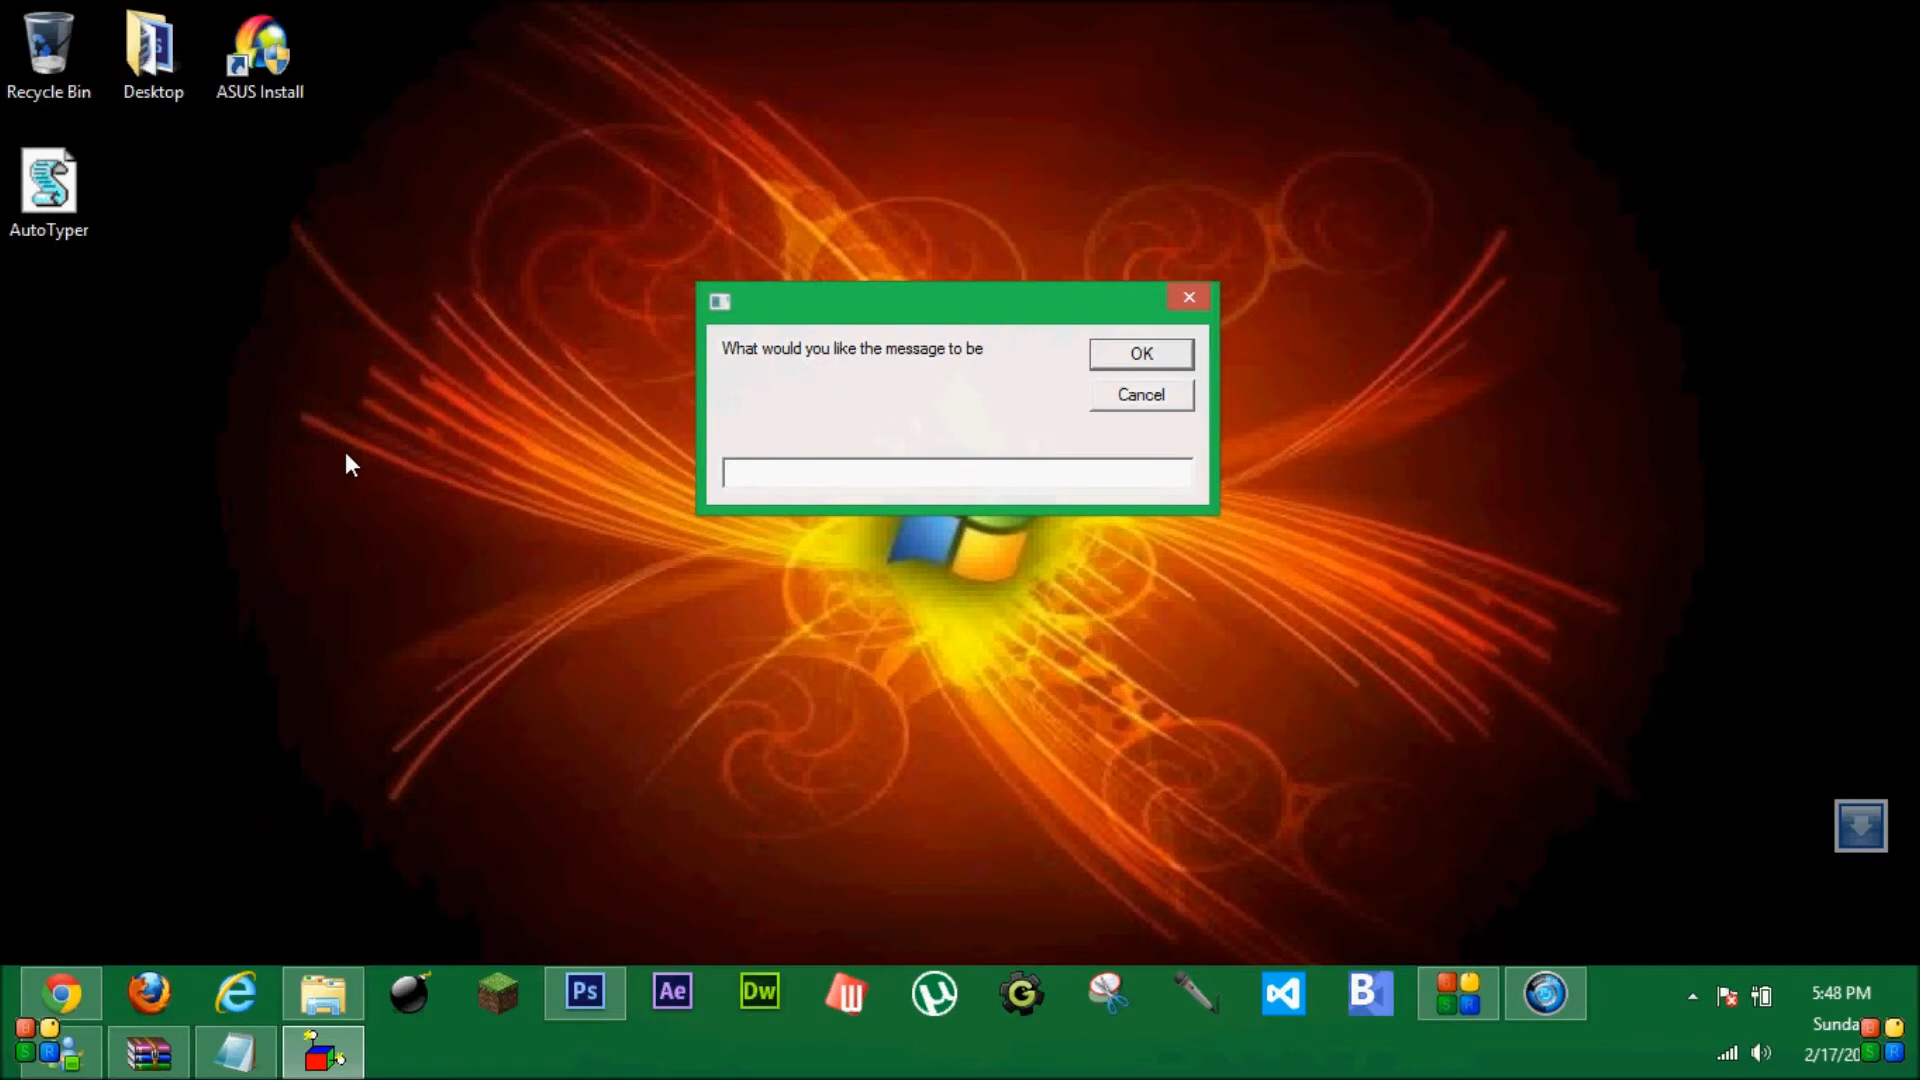 Recycle Bin
Desktop
ASUS Install
AutoTyper
What would you like the message to be
OK
Cancel
Ps
Ae
Dw
B
5:48 PM
Sunda
2/17/20